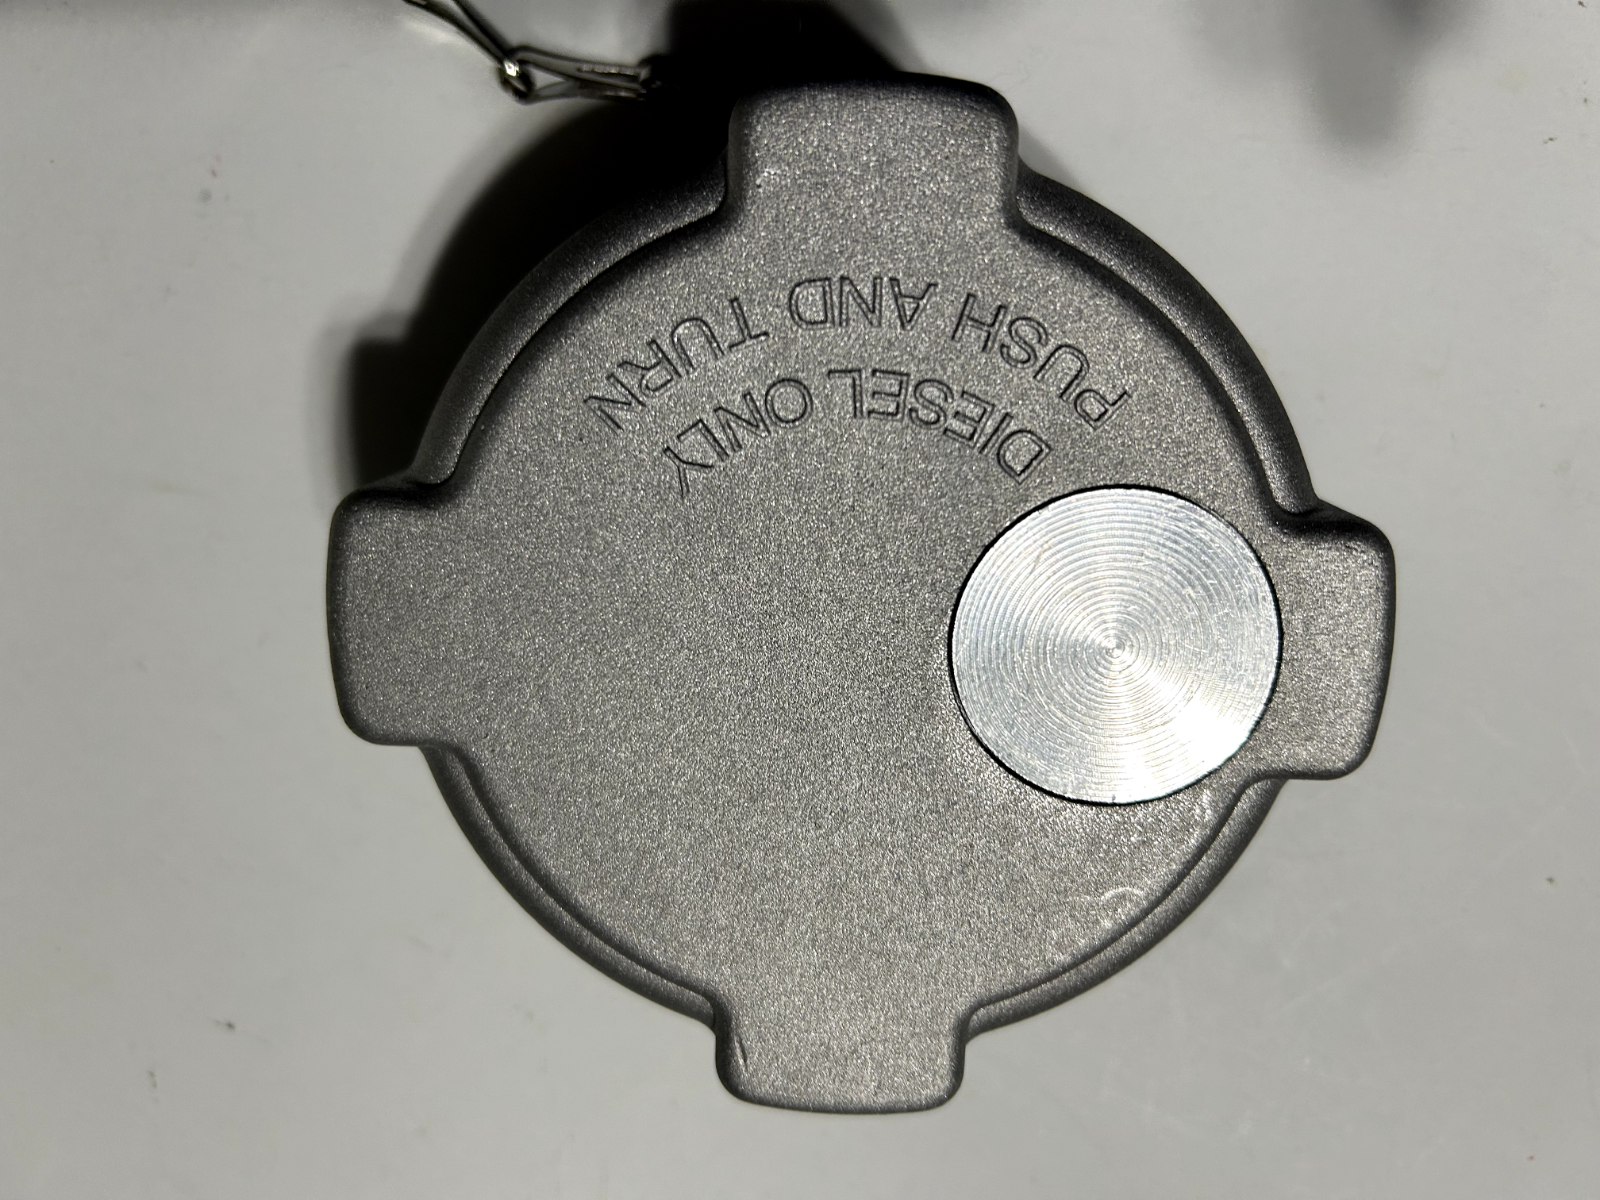 PUSH AND TURN
DIESEL ONLY